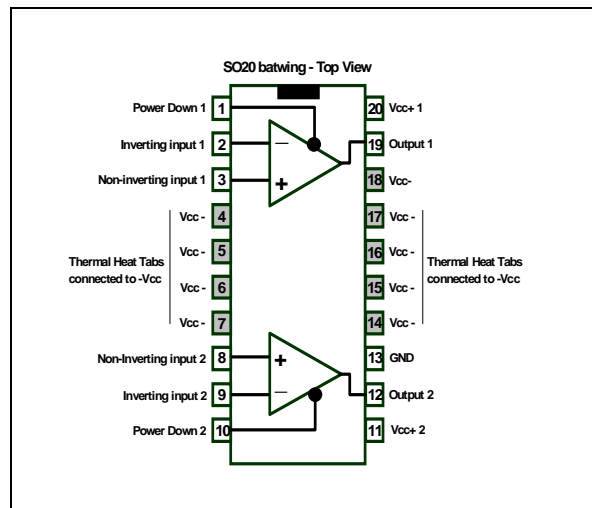 SO20 batwing - Top View
Power Down 1
1
20
Vcc+ 1
Inverting input 1
2
19
Output 1
Non-inverting input 1
3
18
Vcc-
Vcc -
4
17
Vcc -
Vcc -
5
16
Vcc -
Thermal Heat Tabs
connected to -Vcc
Thermal Heat Tabs
connected to -Vcc
Vcc -
6
15
Vcc -
Vcc -
7
14
Vcc -
Non-Inverting input 2
8
13
GND
Inverting input 2
9
12
Output 2
Power Down 2
10
11
Vcc+ 2